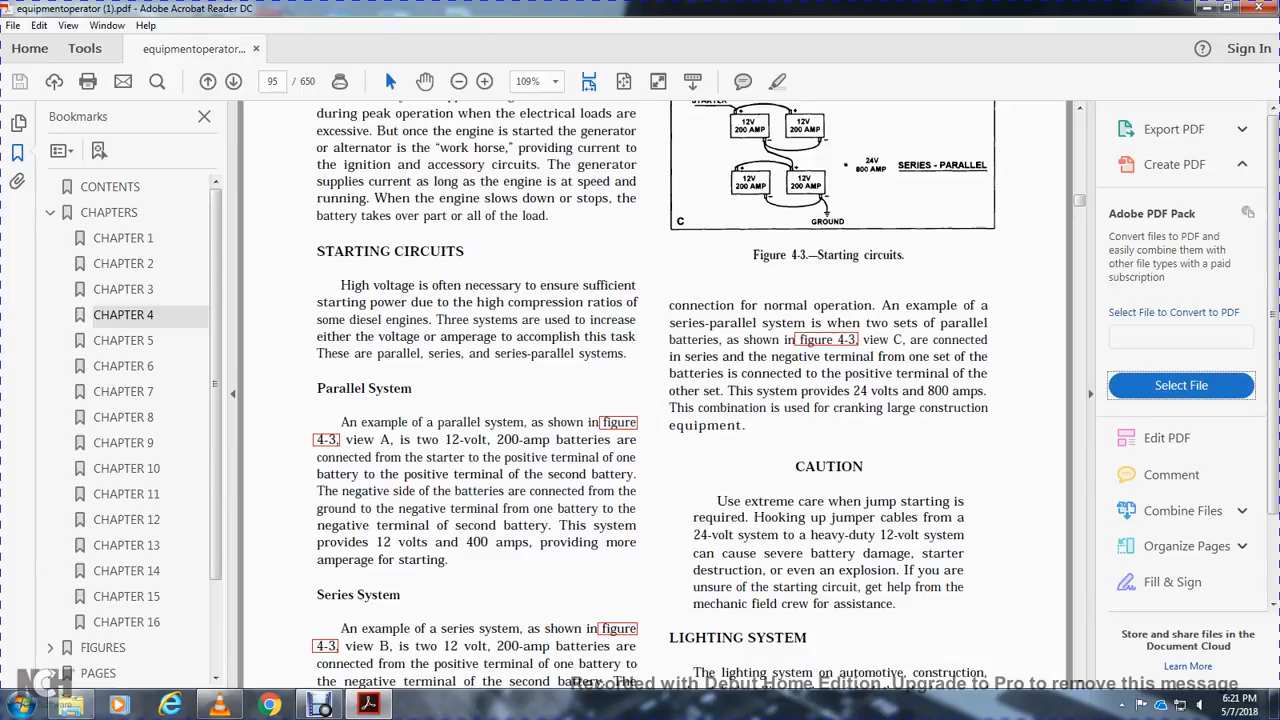 equipmentoperator (1).pdf - Adobe Acrobat Reader DC
File Edit View Window Help
Home Tools equipmentoperator... × Sign In
95 / 650 109%
Bookmarks
CONTENTS
CHAPTERS
CHAPTER 1
CHAPTER 2
CHAPTER 3
CHAPTER 4
CHAPTER 5
CHAPTER 6
CHAPTER 7
CHAPTER 8
CHAPTER 9
CHAPTER 10
CHAPTER 11
CHAPTER 12
CHAPTER 13
CHAPTER 14
CHAPTER 15
CHAPTER 16
FIGURES
PAGES
during peak operation when the electrical loads are
excessive. But once the engine is started the generator
or alternator is the “work horse,” providing current to
the ignition and accessory circuits. The generator
supplies current as long as the engine is at speed and
running. When the engine slows down or stops, the
battery takes over part or all of the load.
STARTING CIRCUITS
High voltage is often necessary to ensure sufficient
starting power due to the high compression ratios of
some diesel engines. Three systems are used to increase
either the voltage or amperage to accomplish this task
These are parallel, series, and series-parallel systems.
Parallel System
An example of a parallel system, as shown in figure
4-3, view A, is two 12-volt, 200-amp batteries are
connected from the starter to the positive terminal of one
battery to the positive terminal of the second battery.
The negative side of the batteries are connected from the
ground to the negative terminal from one battery to the
negative terminal of second battery. This system
provides 12 volts and 400 amps, providing more
amperage for starting.
Series System
An example of a series system, as shown in figure
4-3, view B, is two 12 volt, 200-amp batteries are
connected from the positive terminal of one battery to
the negative terminal of the second battery. The
STARTER
12V 12V
200 AMP 200 AMP
24V
800 AMP
SERIES - PARALLEL
12V 12V
200 AMP 200 AMP
C GROUND
Figure 4-3.—Starting circuits.
connection for normal operation. An example of a
series-parallel system is when two sets of parallel
batteries, as shown in figure 4-3, view C, are connected
in series and the negative terminal from one set of the
batteries is connected to the positive terminal of the
other set. This system provides 24 volts and 800 amps.
This combination is used for cranking large construction
equipment.
CAUTION
Use extreme care when jump starting is
required. Hooking up jumper cables from a
24-volt system to a heavy-duty 12-volt system
can cause severe battery damage, starter
destruction, or even an explosion. If you are
unsure of the starting circuit, get help from the
mechanic field crew for assistance.
LIGHTING SYSTEM
The lighting system on automotive, construction,
Export PDF
Create PDF
Adobe PDF Pack
Convert files to PDF and
easily combine them with
other file types with a paid
subscription
Select File to Convert to PDF
Select File
Edit PDF
Comment
Combine Files
Organize Pages
Fill & Sign
Store and share files in the
Document Cloud
Learn More
NCH Software
Recorded with Debut Home Edition. Upgrade to Pro to remove this message
6:21 PM
5/7/2018